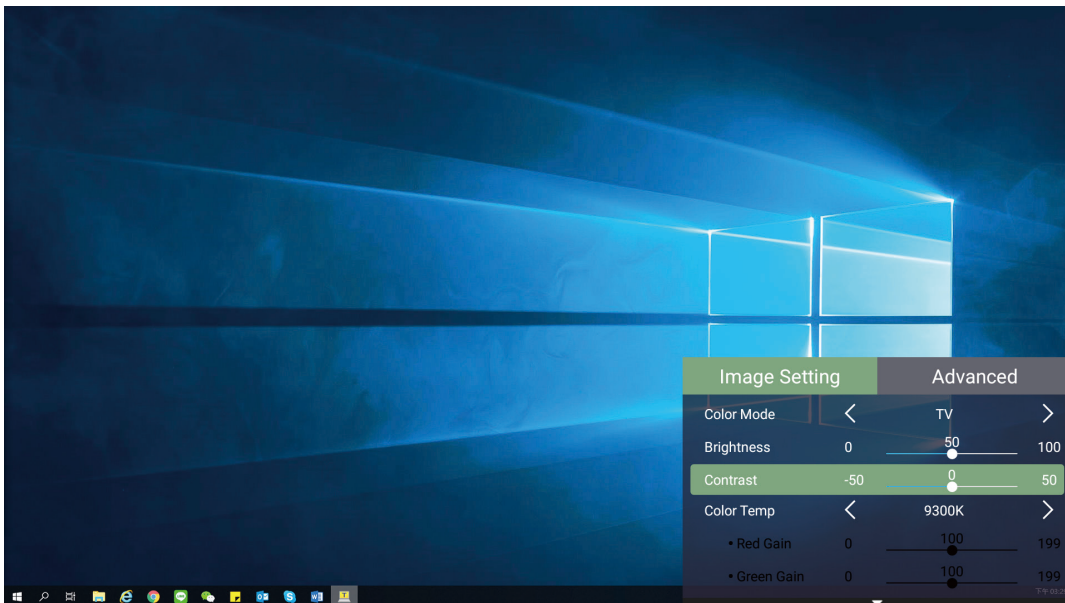 Image Setting Advanced
Color Mode TV
Brightness 0 50 100
Contrast -50 0 50
Color Temp 9300K
• Red Gain 0 100 199
• Green Gain 0 100 199